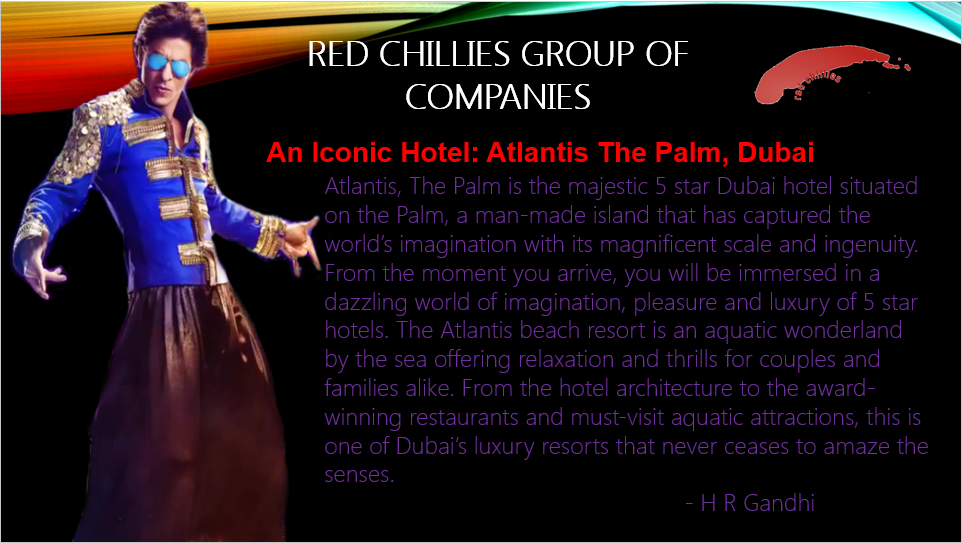 RED CHILLIES GROUP OF
COMPANIES
red chillies
An Iconic Hotel: Atlantis The Palm, Dubai
Atlantis, The Palm is the majestic 5 star Dubai hotel situated
on the Palm, a man-made island that has captured the
world’s imagination with its magnificent scale and ingenuity.
From the moment you arrive, you will be immersed in a
dazzling world of imagination, pleasure and luxury of 5 star
hotels. The Atlantis beach resort is an aquatic wonderland
by the sea offering relaxation and thrills for couples and
families alike. From the hotel architecture to the award-
winning restaurants and must-visit aquatic attractions, this is
one of Dubai’s luxury resorts that never ceases to amaze the
senses.
- H R Gandhi